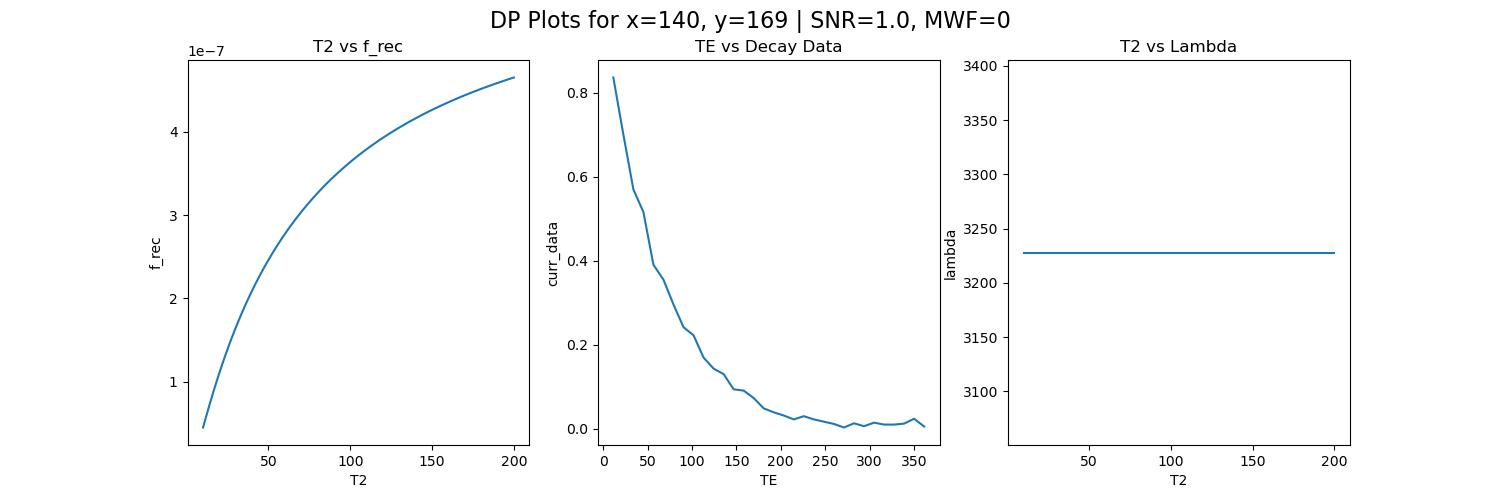 DP Plots for x=140, y=169 | SNR=1.0, MWF=0
T2 vs f_rec
1e−7
f_rec
4
3
2
1
50 100 150 200
T2
TE vs Decay Data
curr_data
0.8
0.6
0.4
0.2
0.0
0 50 100 150 200 250 300 350
TE
T2 vs Lambda
lambda
3400
3350
3300
3250
3200
3150
3100
50 100 150 200
T2